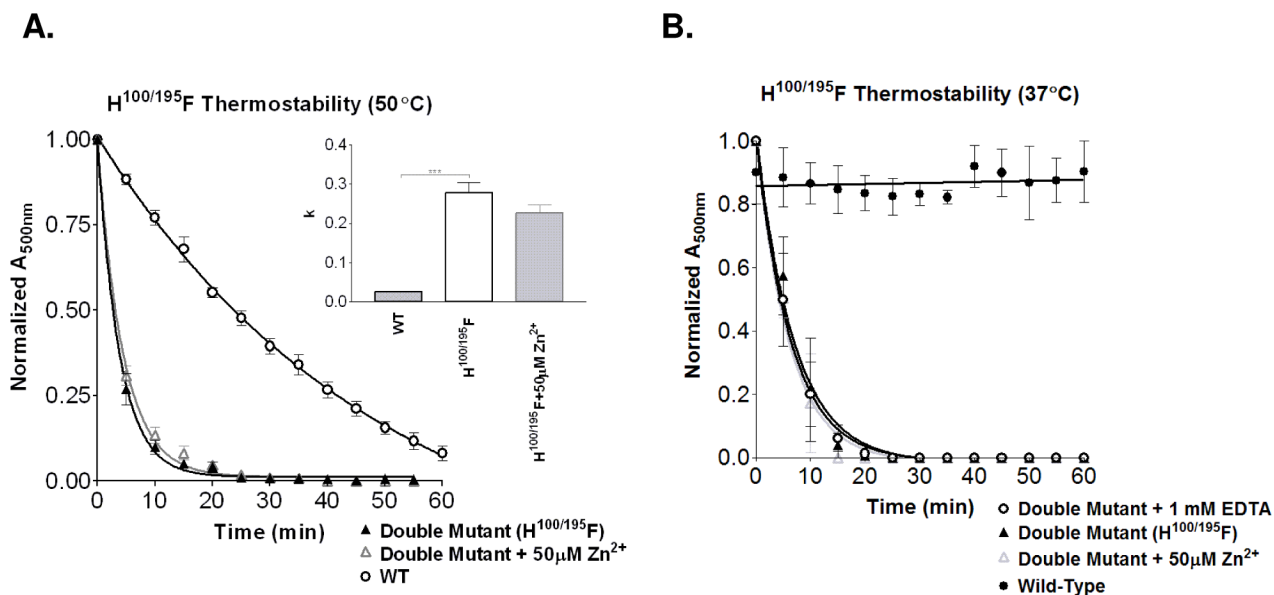 A.
H100/195F Thermostability (50°C)
1.00
0.75
0.50
0.25
0.00
Normalized A500nm
0 10 20 30 40 50 60
Time (min)
0.4
0.3
0.2
0.1
0.0
k
***
WT
H100/195F
H100/195F+50μM Zn2+
▲ Double Mutant (H100/195F)
△ Double Mutant + 50μM Zn2+
○ WT
B.
H100/195F Thermostability (37°C)
1.0
0.8
0.6
0.4
0.2
0.0
Normalized A500nm
0 10 20 30 40 50 60
Time (min)
○ Double Mutant + 1 mM EDTA
▲ Double Mutant (H100/195F)
△ Double Mutant + 50μM Zn2+
● Wild-Type